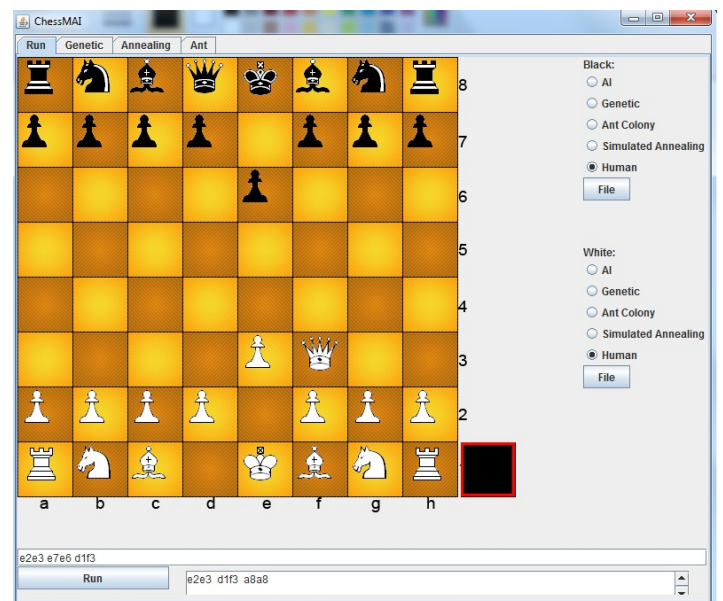 ChessMAI
Run Genetic Annealing Ant
Black:
8
AI
Genetic
Ant Colony
7
Simulated Annealing
Human
File
6
5
White:
AI
4
Genetic
Ant Colony
Simulated Annealing
3
Human
File
2
a b c d e f g h
e2e3 e7e6 d1f3
Run
e2e3 d1f3 a8a8